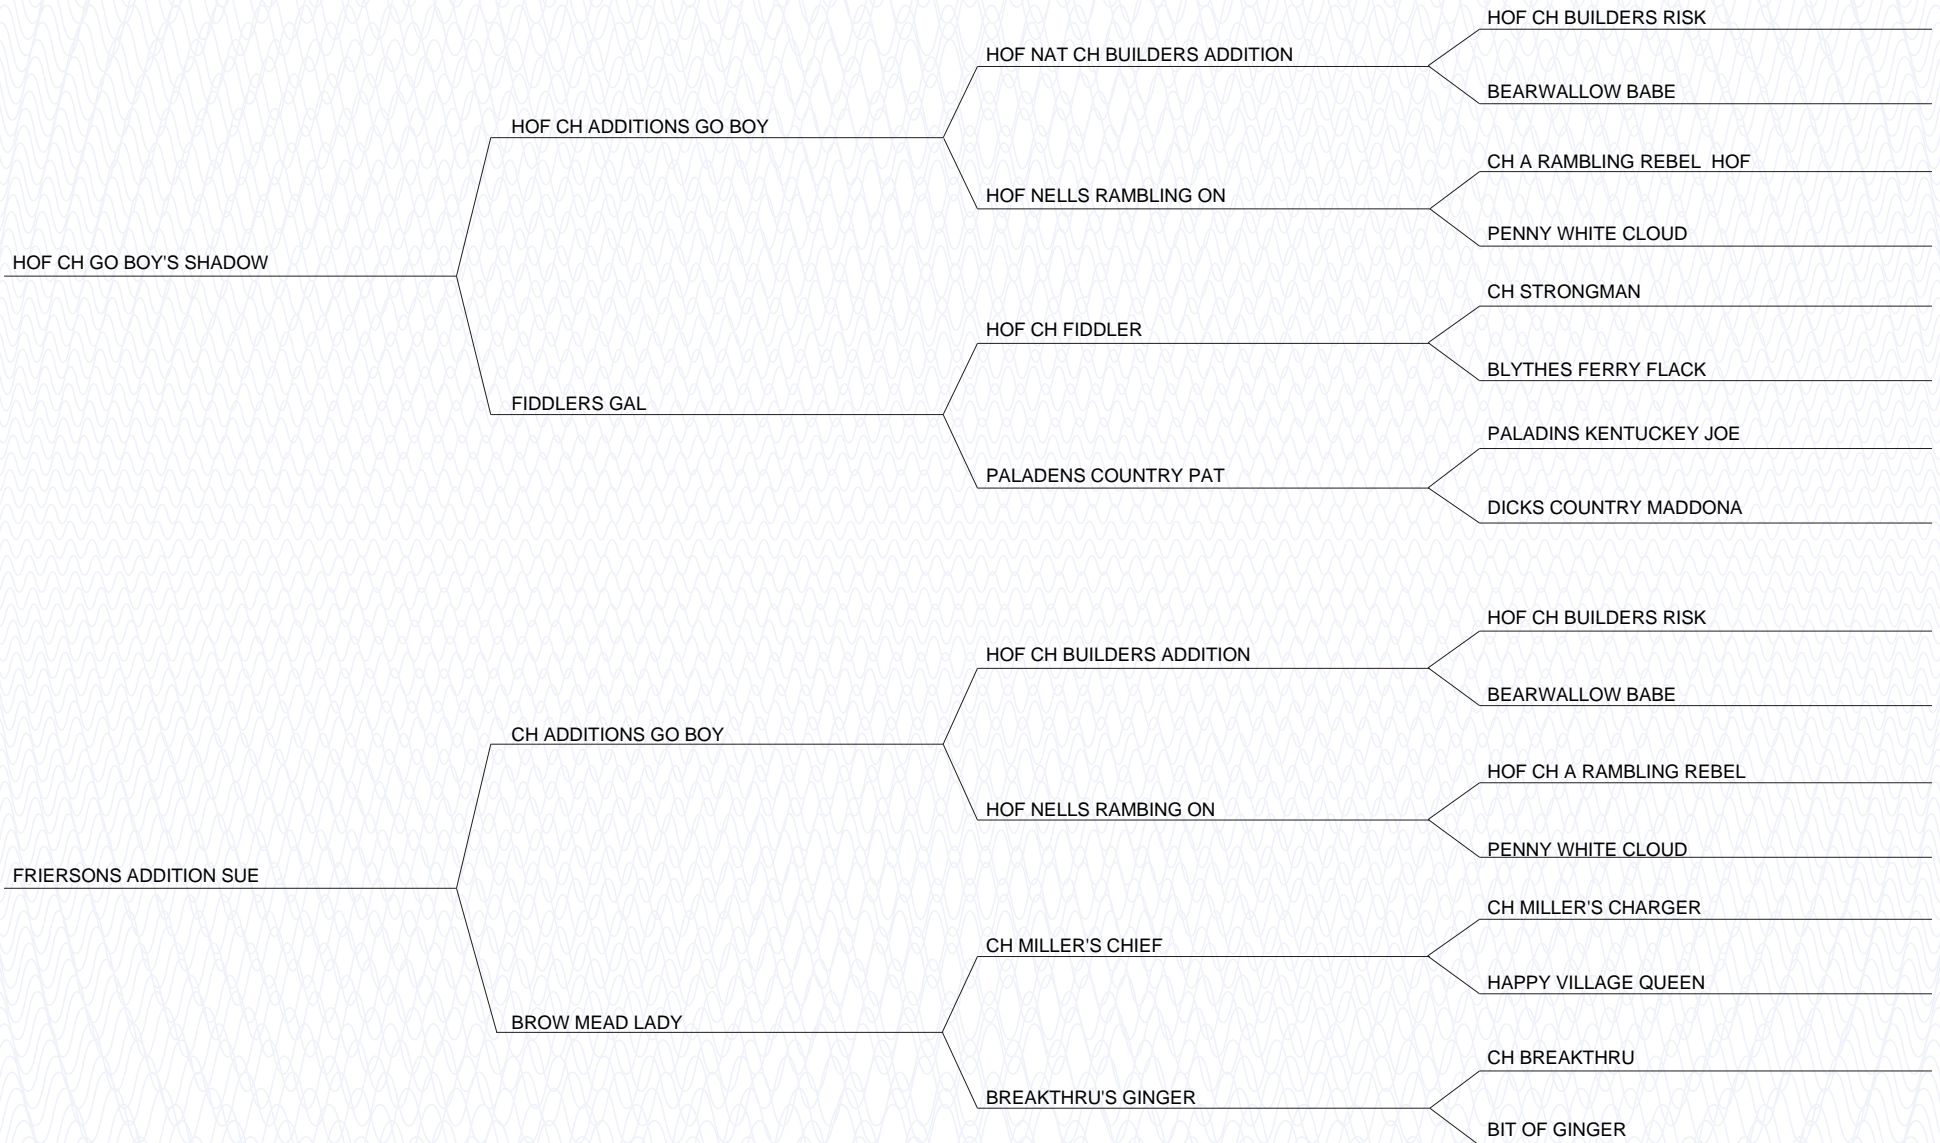 HOF CH BUILDERS RISK
HOF NAT CH BUILDERS ADDITION
BEARWALLOW BABE
HOF CH ADDITIONS GO BOY
CH A RAMBLING REBEL  HOF
HOF NELLS RAMBLING ON
PENNY WHITE CLOUD
HOF CH GO BOY'S SHADOW
CH STRONGMAN
HOF CH FIDDLER
BLYTHES FERRY FLACK
FIDDLERS GAL
PALADINS KENTUCKEY JOE
PALADENS COUNTRY PAT
DICKS COUNTRY MADDONA
HOF CH BUILDERS RISK
HOF CH BUILDERS ADDITION
BEARWALLOW BABE
CH ADDITIONS GO BOY
HOF CH A RAMBLING REBEL
HOF NELLS RAMBING ON
PENNY WHITE CLOUD
FRIERSONS ADDITION SUE
CH MILLER'S CHARGER
CH MILLER'S CHIEF
HAPPY VILLAGE QUEEN
BROW MEAD LADY
CH BREAKTHRU
BREAKTHRU'S GINGER
BIT OF GINGER